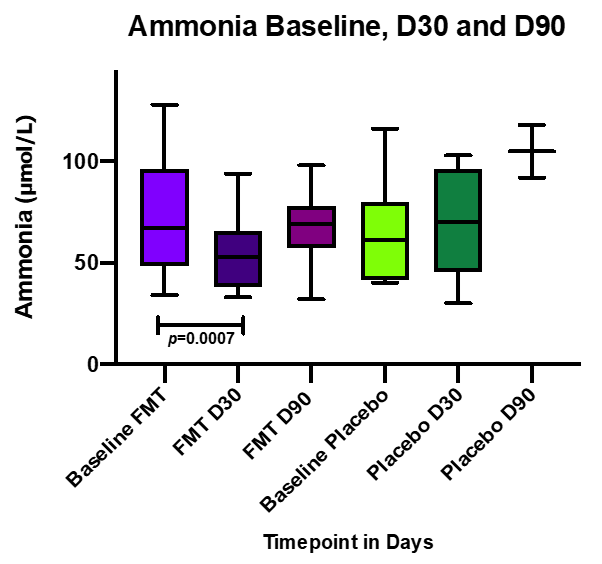 Ammonia Baseline, D30 and D90
Ammonia (µmol/L)
100
50
0
p=0.0007
Baseline FMT
FMT D30
FMT D90
Baseline Placebo
Placebo D30
Placebo D90
Timepoint in Days